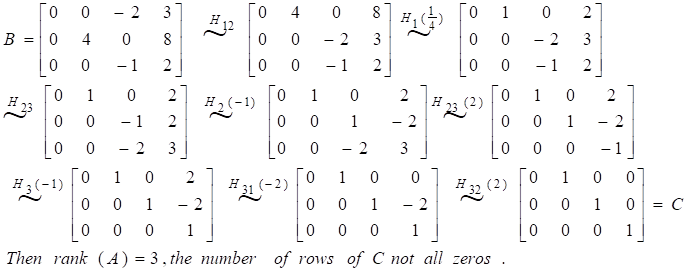 B = [0 0 -2 3; 0 4 0 8; 0 0 -1 2] ~ H₁₂ [0 4 0 8; 0 0 -2 3; 0 0 -1 2] ~ H₁(1/4) [0 1 0 2; 0 0 -2 3; 0 0 -1 2]
~ H₂₃ [0 1 0 2; 0 0 -1 2; 0 0 -2 3] ~ H₂(-1) [0 1 0 2; 0 0 1 -2; 0 0 -2 3] ~ H₂₃(2) [0 1 0 2; 0 0 1 -2; 0 0 0 -1]
~ H₃(-1) [0 1 0 2; 0 0 1 -2; 0 0 0 1] ~ H₃₁(-2) [0 1 0 0; 0 0 1 -2; 0 0 0 1] ~ H₃₂(2) [0 1 0 0; 0 0 1 0; 0 0 0 1] = C
Then rank (A) = 3 , the number of rows of C not all zeros .